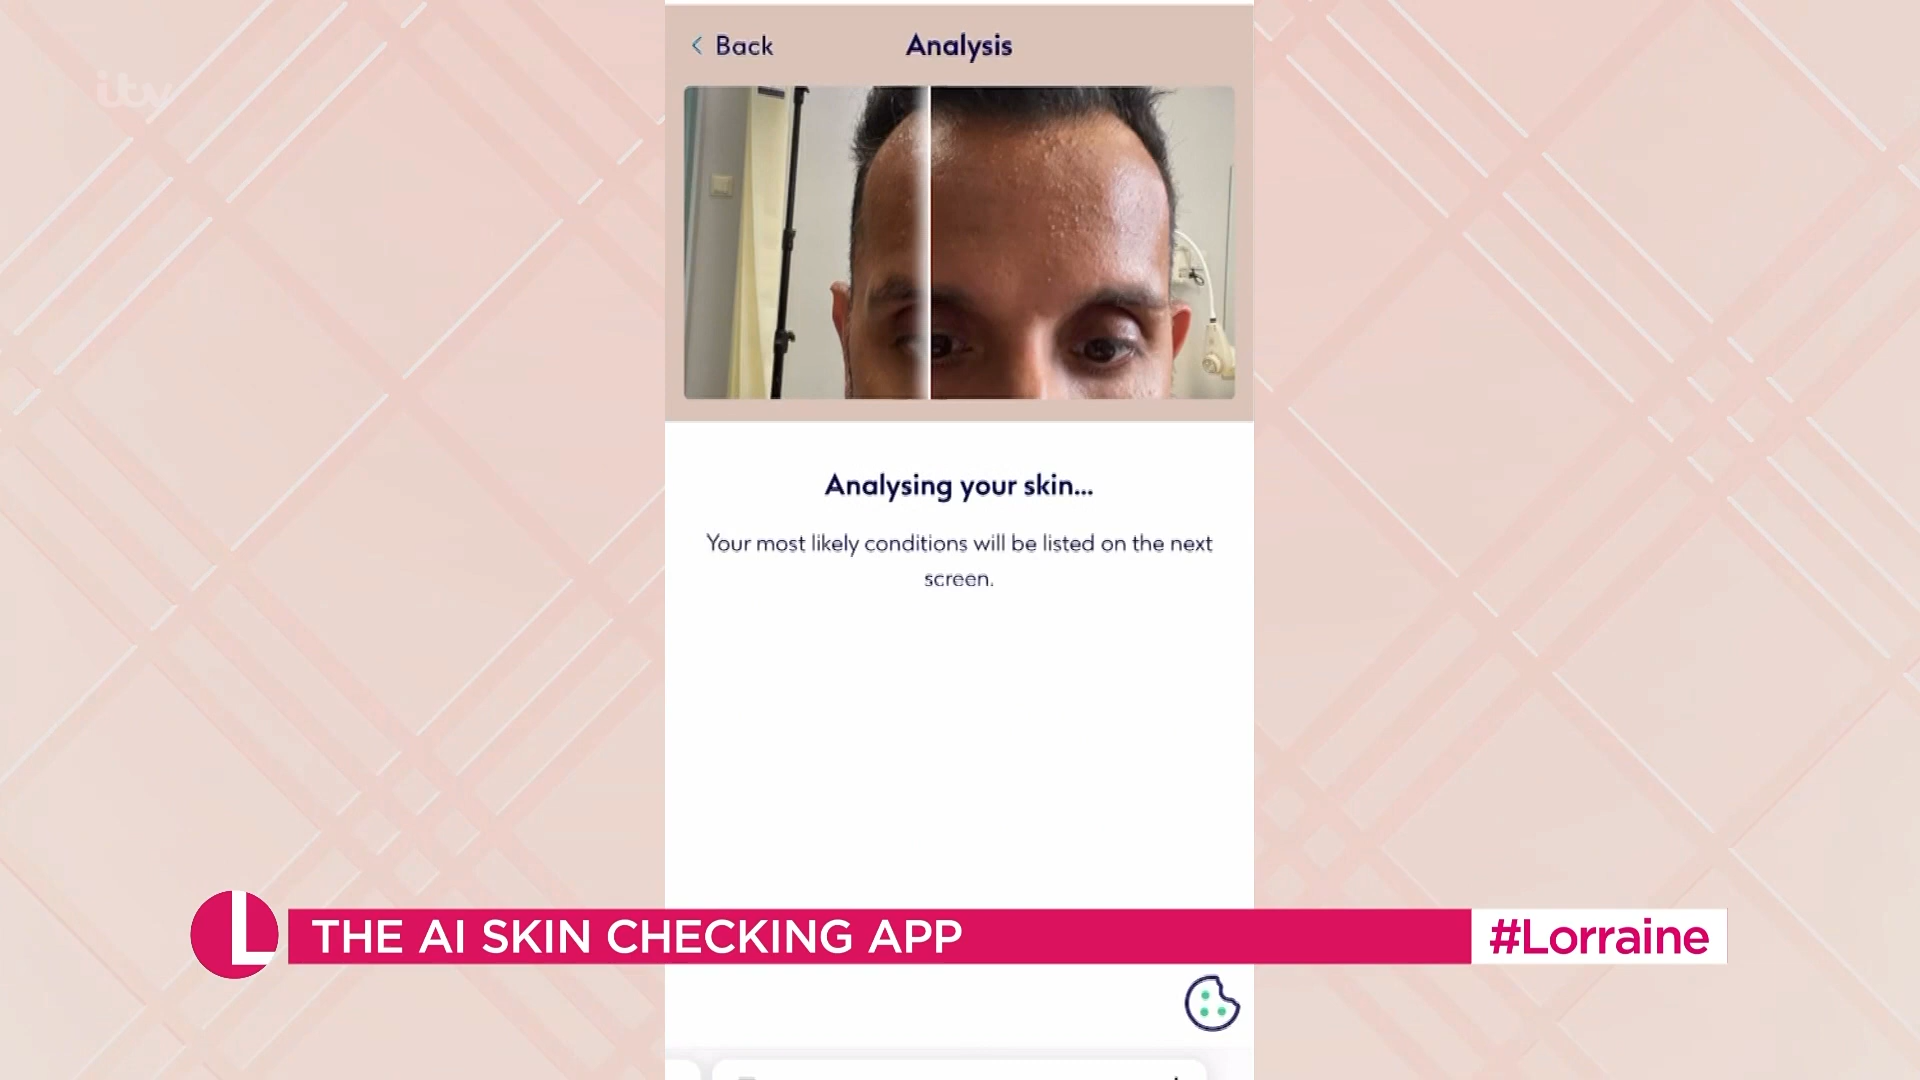 itv
Back
Analysis
Analysing your skin...
Your most likely conditions will be listed on the next
screen.
L
THE AI SKIN CHECKING APP
#Lorraine